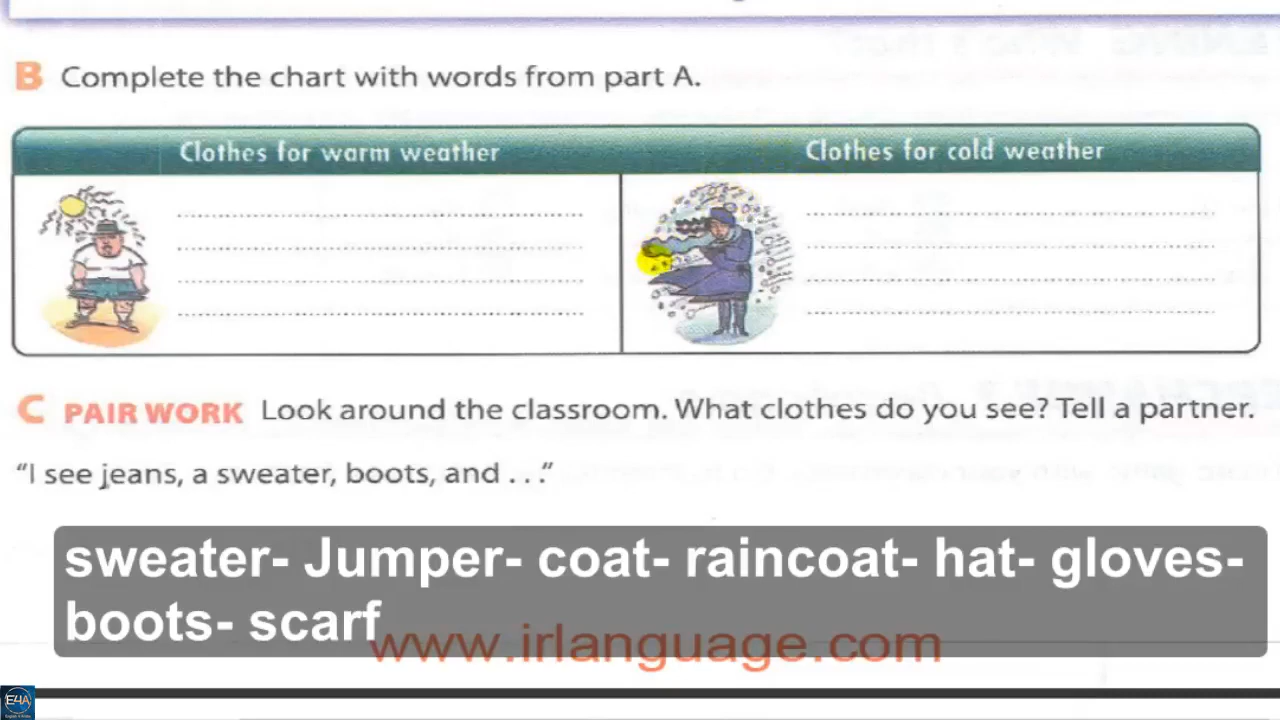 B Complete the chart with words from part A.
Clothes for warm weather
Clothes for cold weather
C PAIR WORK Look around the classroom. What clothes do you see? Tell a partner.
“I see jeans, a sweater, boots, and . . .”
sweater- Jumper- coat- raincoat- hat- gloves-
boots- scarf
www.irlanguage.com
E4A